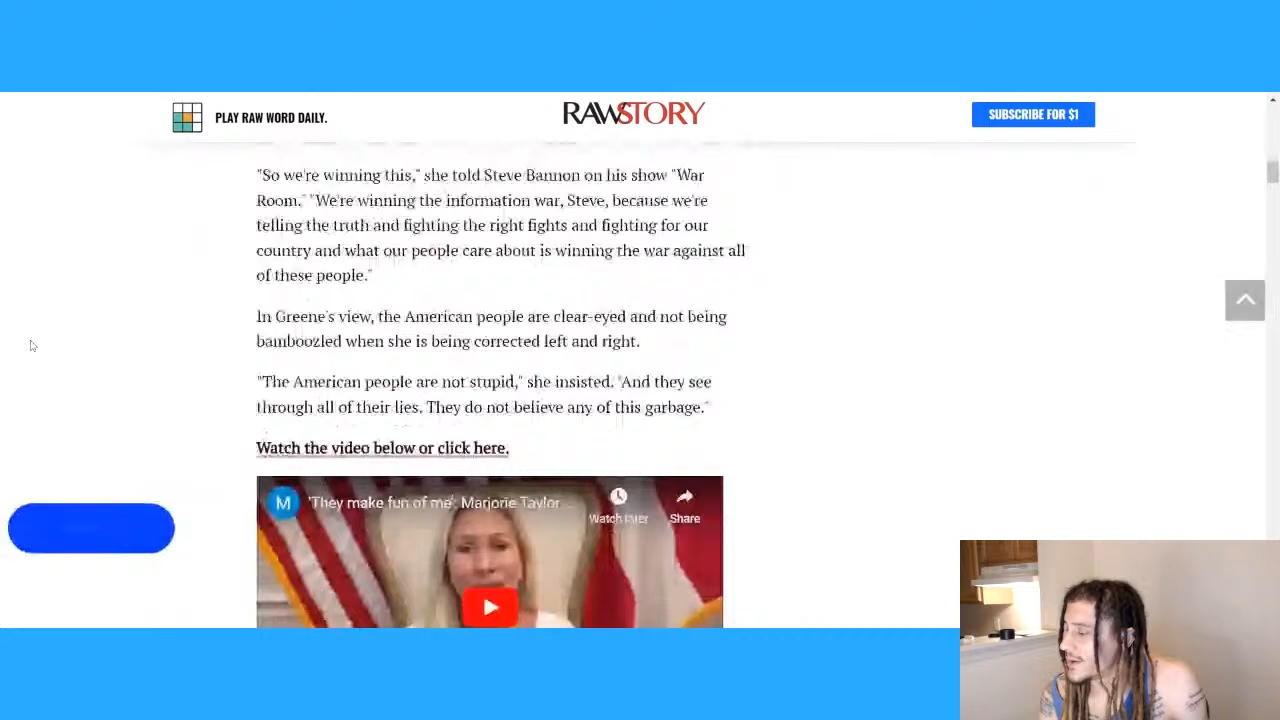 PLAY RAW WORD DAILY.
RAWSTORY
SUBSCRIBE FOR $1
"So we're winning this," she told Steve Bannon on his show "War
Room." "We're winning the information war, Steve, because we're
telling the truth and fighting the right fights and fighting for our
country and what our people care about is winning the war against all
of these people."
In Greene's view, the American people are clear-eyed and not being
bamboozled when she is being corrected left and right.
"The American people are not stupid," she insisted. "And they see
through all of their lies. They do not believe any of this garbage."
Watch the video below or click here.
M
'They make fun of me': Marjorie Taylor ...
Watch later
Share